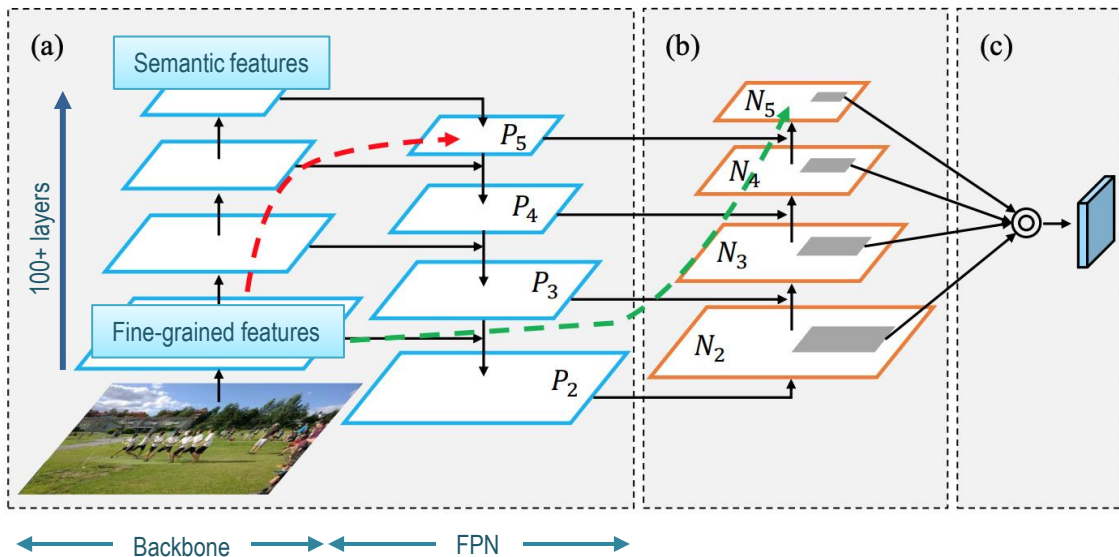 (a)
(b)
(c)
Semantic features
100+ layers
Fine-grained features
P₅
P₄
P₃
P₂
N₅
N₄
N₃
N₂
Backbone
FPN